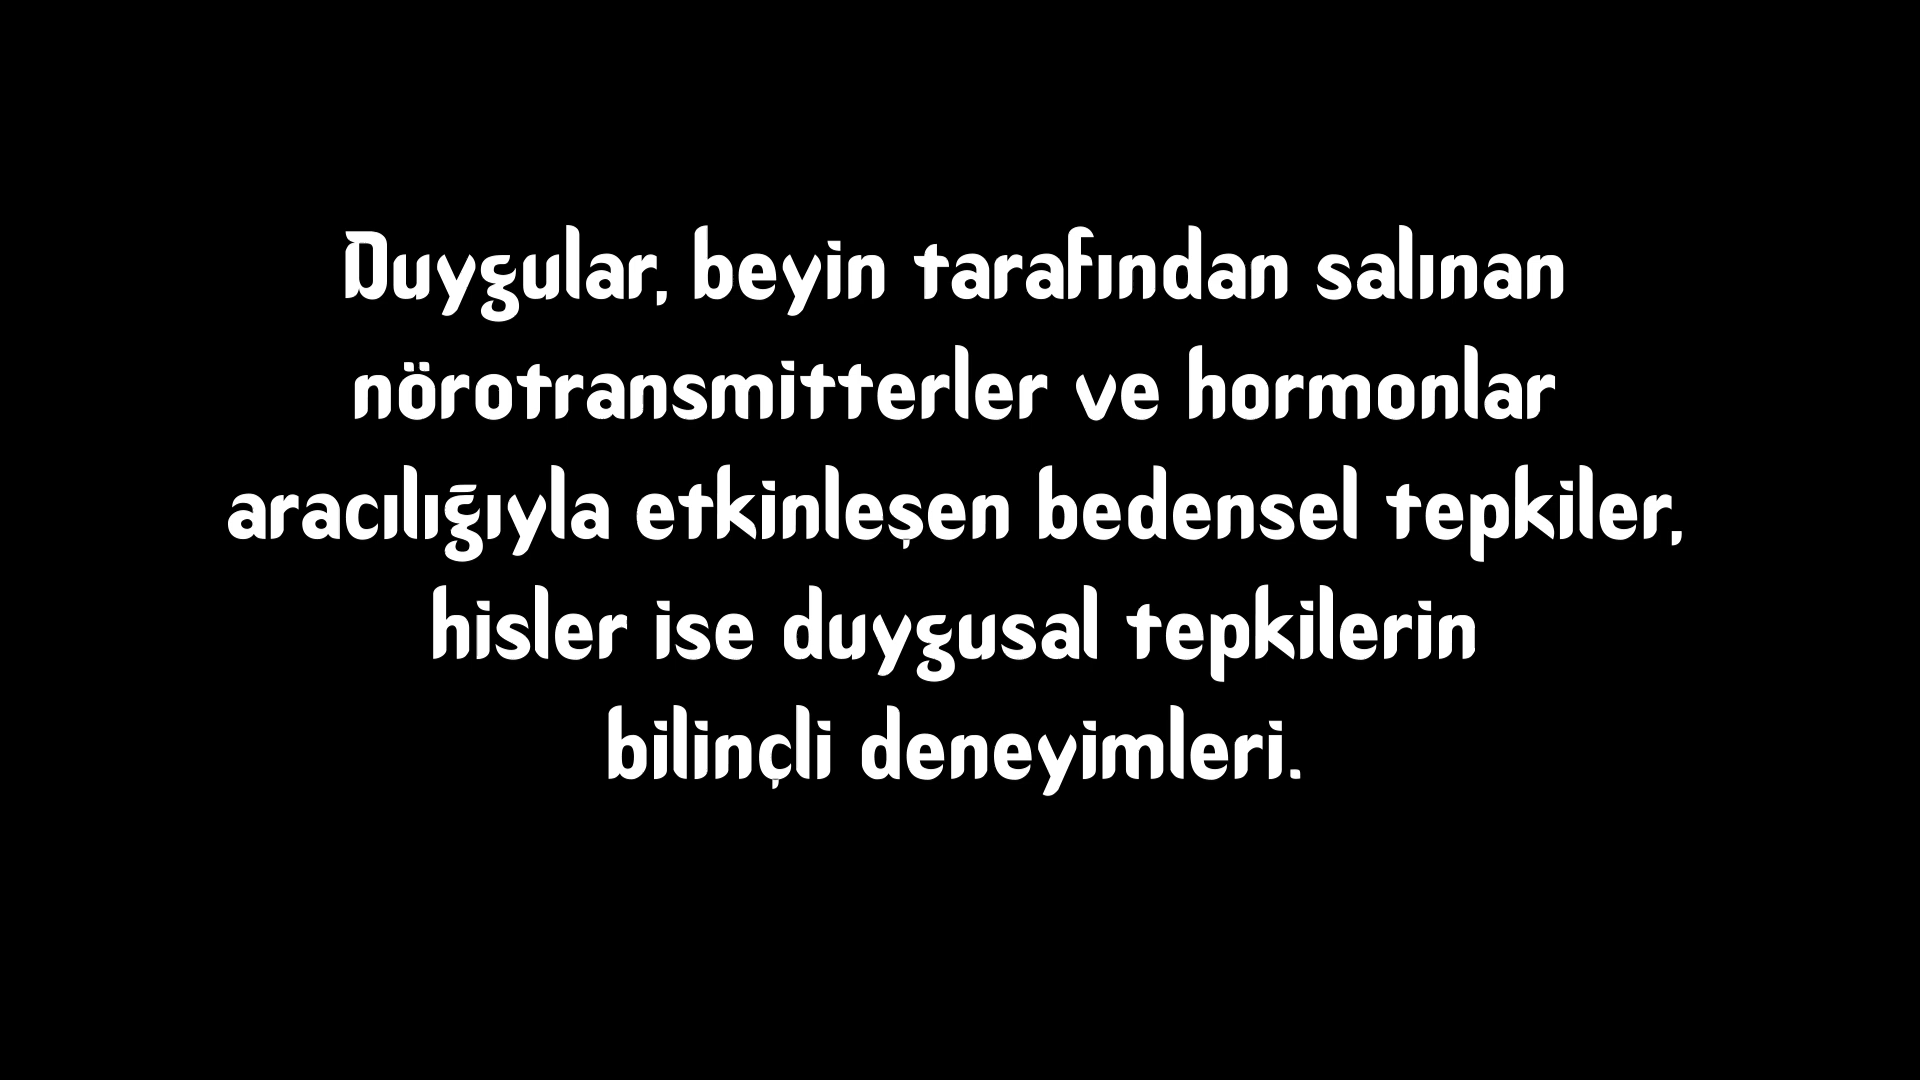 Duygular, beyin tarafından salınan
nörotransmitterler ve hormonlar
aracılığıyla etkinleşen bedensel tepkiler,
hisler ise duygusal tepkilerin
bilinçli deneyimleri.